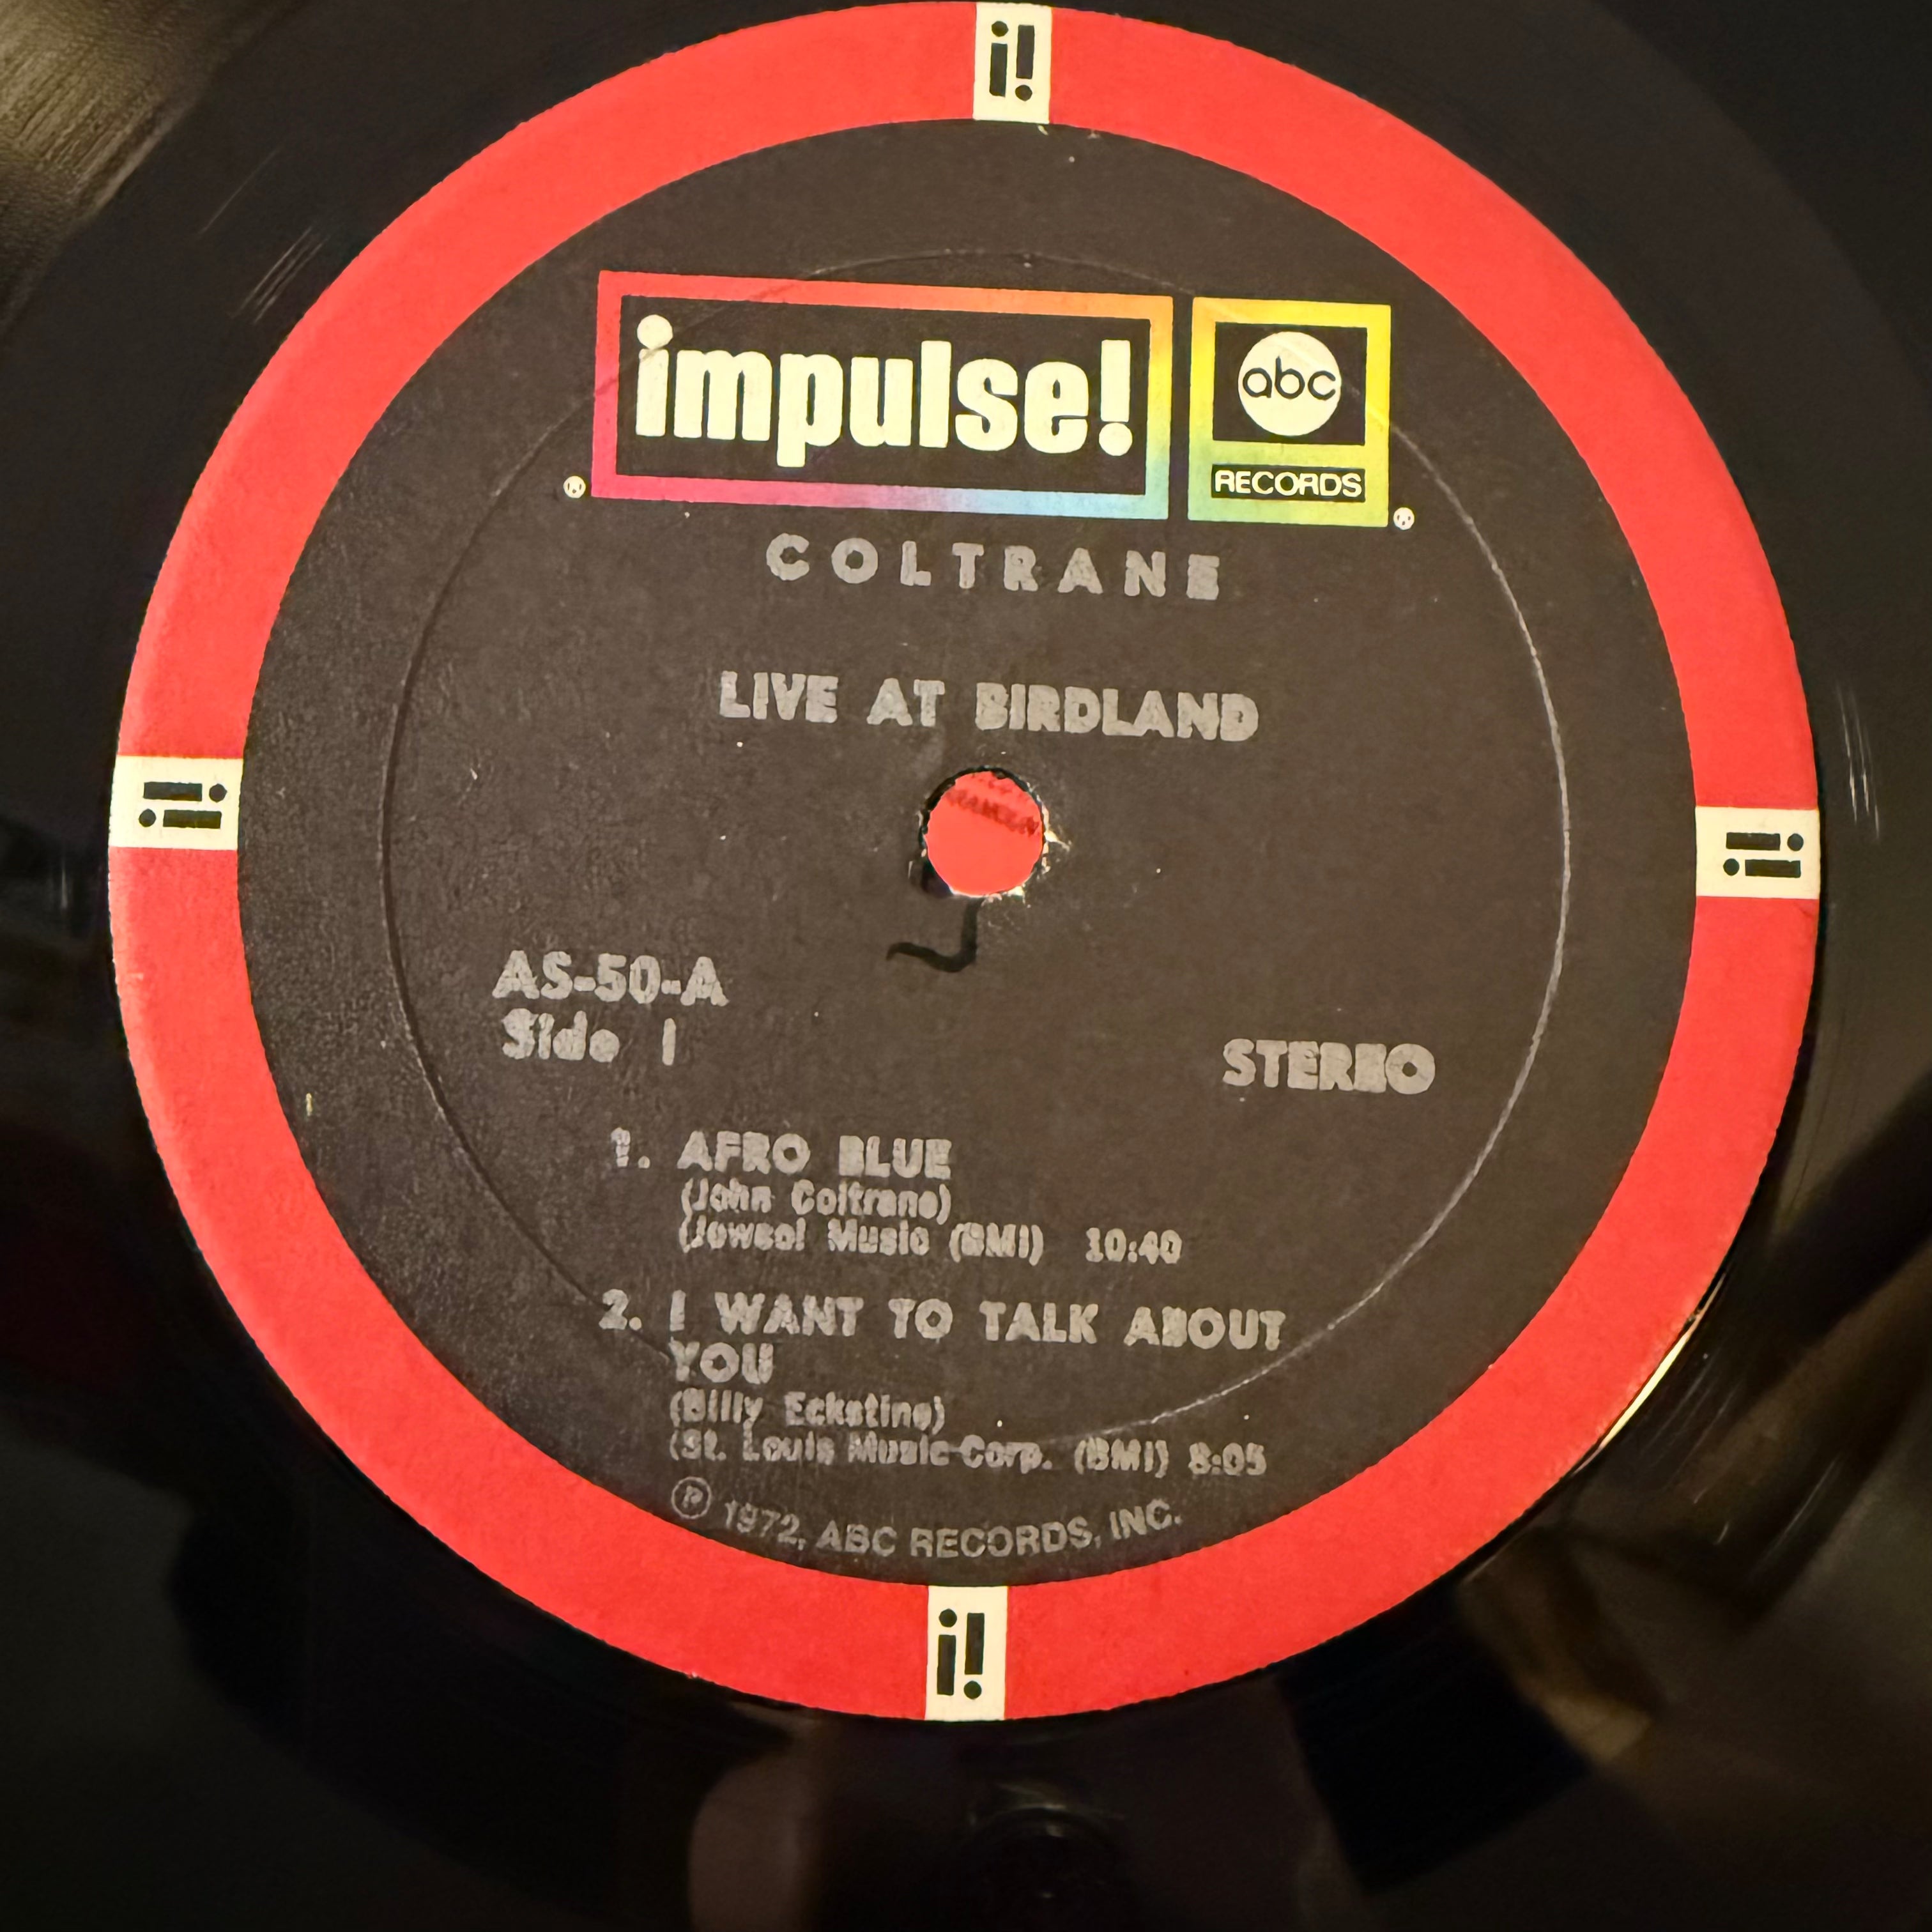 i!
impulse! abc
RECORDS
® ®
COLTRANE
LIVE AT BIRDLAND
i! i!
AS-50-A
Side 1
STEREO
1. AFRO BLUE
(John Coltrane)
(Jowcol Music (BMI) 10:40
2. I WANT TO TALK ABOUT
YOU
(Billy Eckstine)
(St. Louis Music Corp. (BMI) 8:05
℗ 1972, ABC RECORDS, INC.
i!